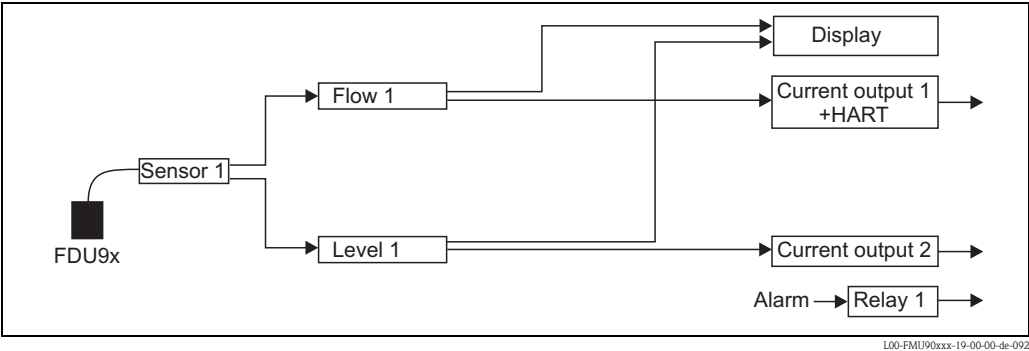 Display
Flow 1
Current output 1
+HART
Sensor 1
FDU9x
Level 1
Current output 2
Alarm
Relay 1
L00-FMU90xxx-19-00-00-de-092